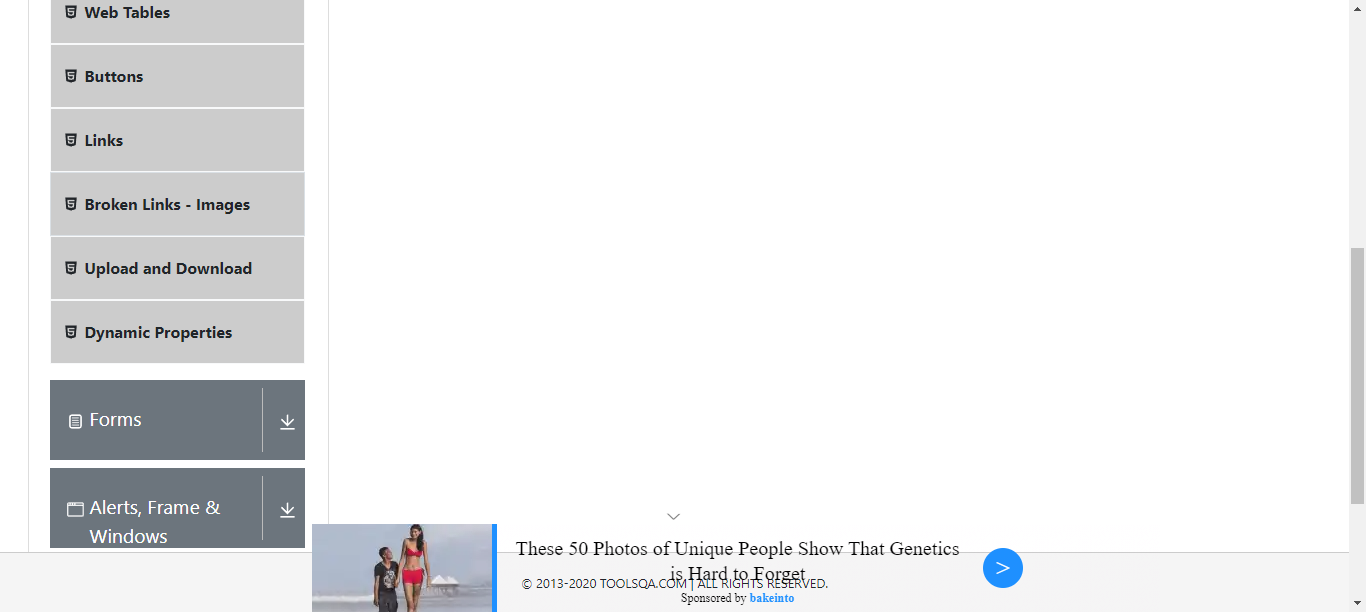 Web Tables
Buttons
Links
Broken Links - Images
Upload and Download
Dynamic Properties
Forms
Alerts, Frame &
Windows
These 50 Photos of Unique People Show That Genetics
is Hard to Forget
© 2013-2020 TOOLSQA.COM | ALL RIGHTS RESERVED.
Sponsored by bakeinto
>